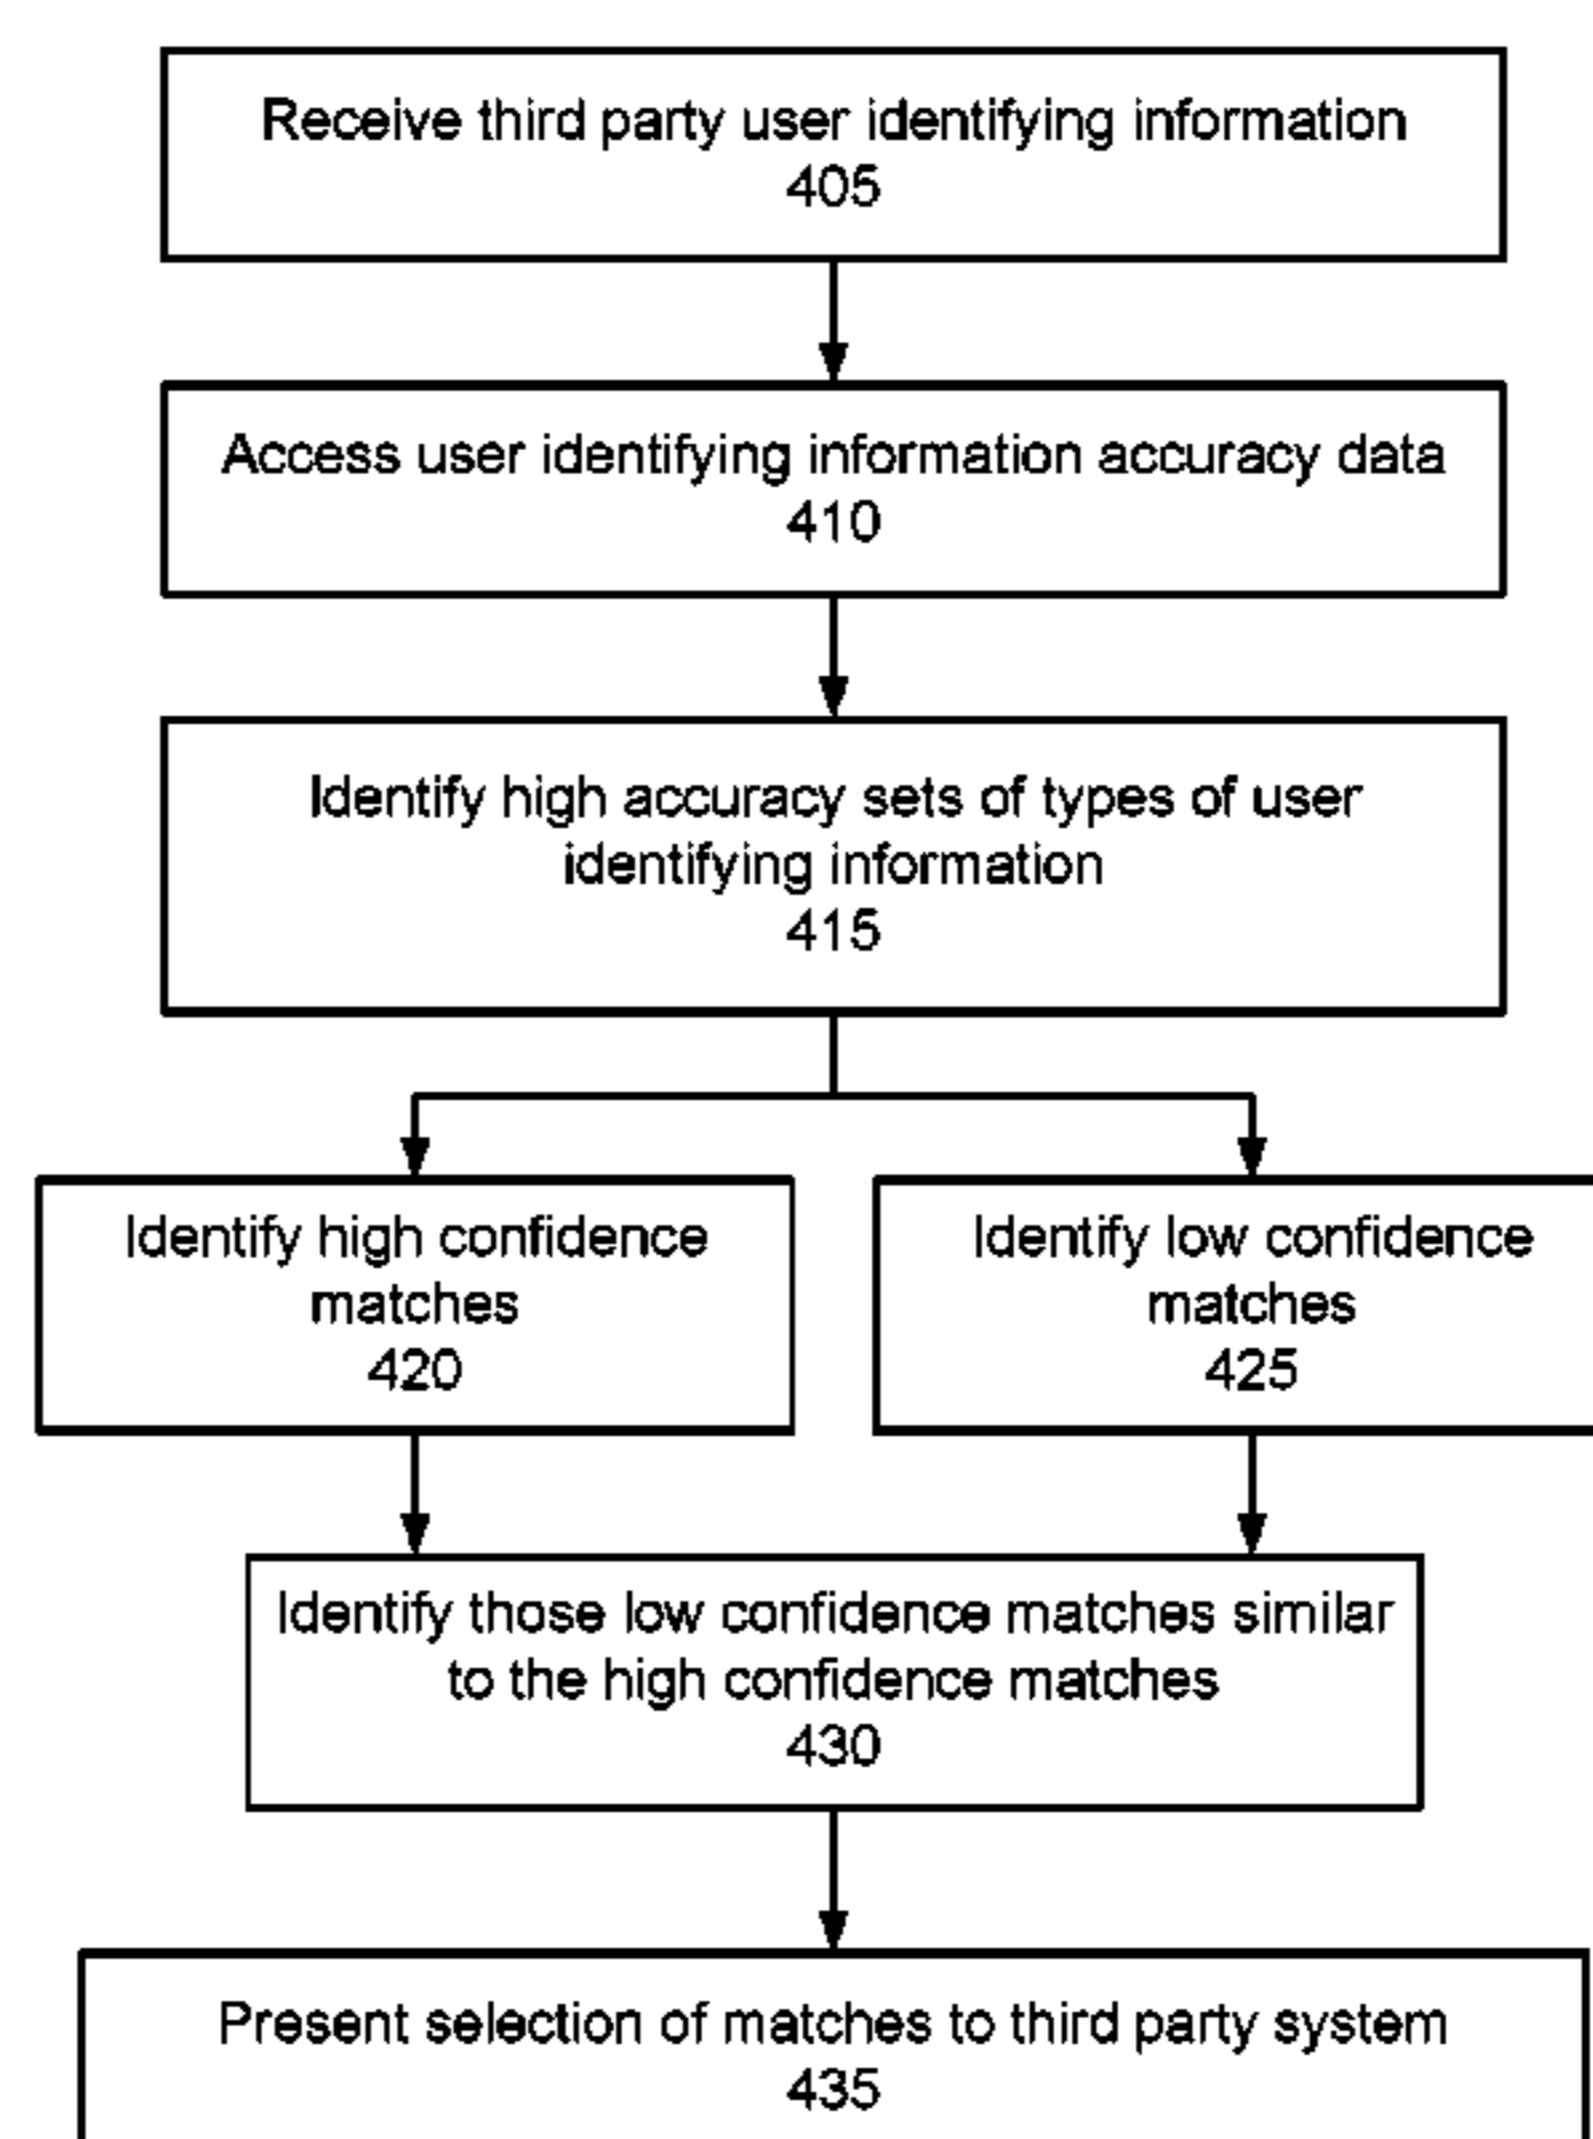 Receive third party user identifying information
405
Access user identifying information accuracy data
410
Identify high accuracy sets of types of user
identifying information
415
Identify high confidence
matches
420
Identify low confidence
matches
425
Identify those low confidence matches similar
to the high confidence matches
430
Present selection of matches to third party system
435